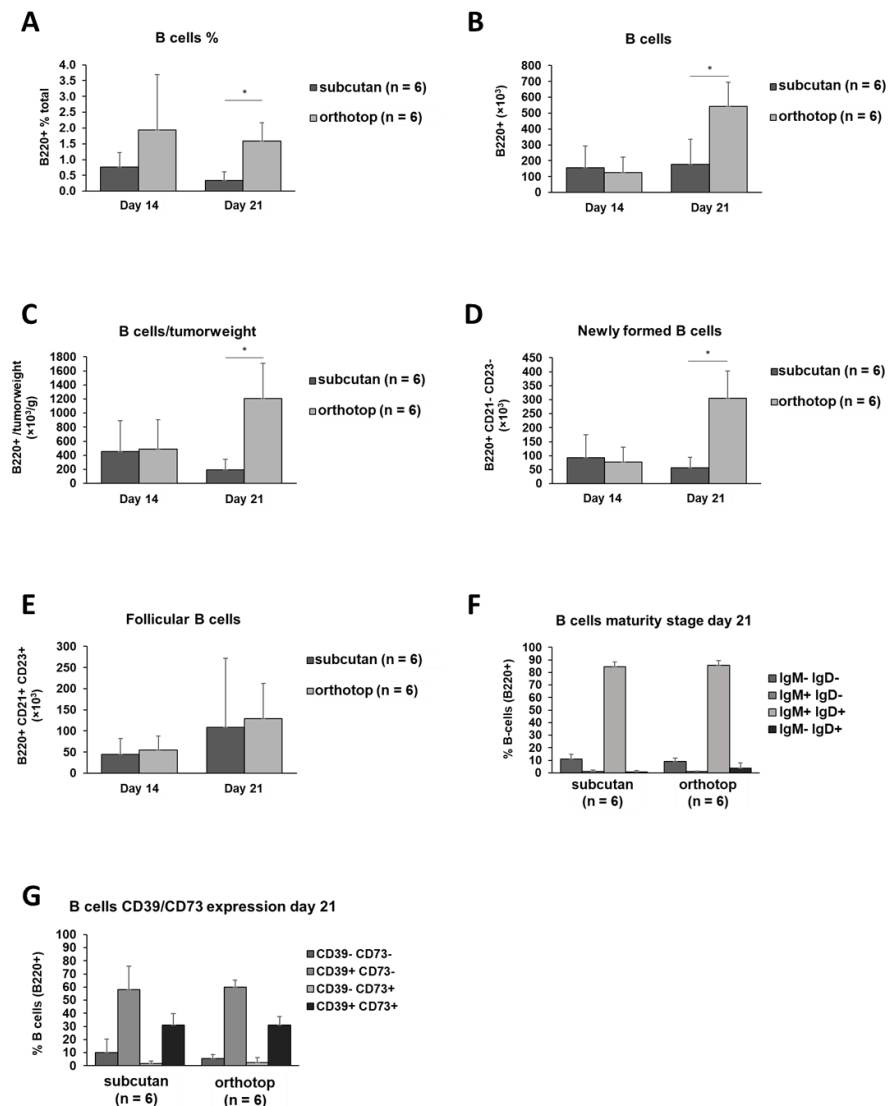 A
B cells %
B220+ % total
4.0
3.5
3.0
2.5
2.0
1.5
1.0
0.5
0.0
*
Day 14
Day 21
subcutan (n = 6)
orthotop (n = 6)
B
B cells
B220+ (×10³)
800
700
600
500
400
300
200
100
0
*
Day 14
Day 21
subcutan (n = 6)
orthotop (n = 6)
C
B cells/tumorweight
B220+ /tumorweight
(×10³/g)
1800
1600
1400
1200
1000
800
600
400
200
0
*
Day 14
Day 21
subcutan (n = 6)
orthotop (n = 6)
D
Newly formed B cells
B220+ CD21- CD23-
(×10³)
450
400
350
300
250
200
150
100
50
0
*
Day 14
Day 21
subcutan (n = 6)
orthotop (n = 6)
E
Follicular B cells
B220+ CD21+ CD23+
(×10³)
300
250
200
150
100
50
0
Day 14
Day 21
subcutan (n = 6)
orthotop (n = 6)
F
B cells maturity stage day 21
% B-cells (B220+)
100
90
80
70
60
50
40
30
20
10
0
subcutan
(n = 6)
orthotop
(n = 6)
IgM- IgD-
IgM+ IgD-
IgM+ IgD+
IgM- IgD+
G
B cells CD39/CD73 expression day 21
% B cells (B220+)
100
90
80
70
60
50
40
30
20
10
0
subcutan
(n = 6)
orthotop
(n = 6)
CD39- CD73-
CD39+ CD73-
CD39- CD73+
CD39+ CD73+